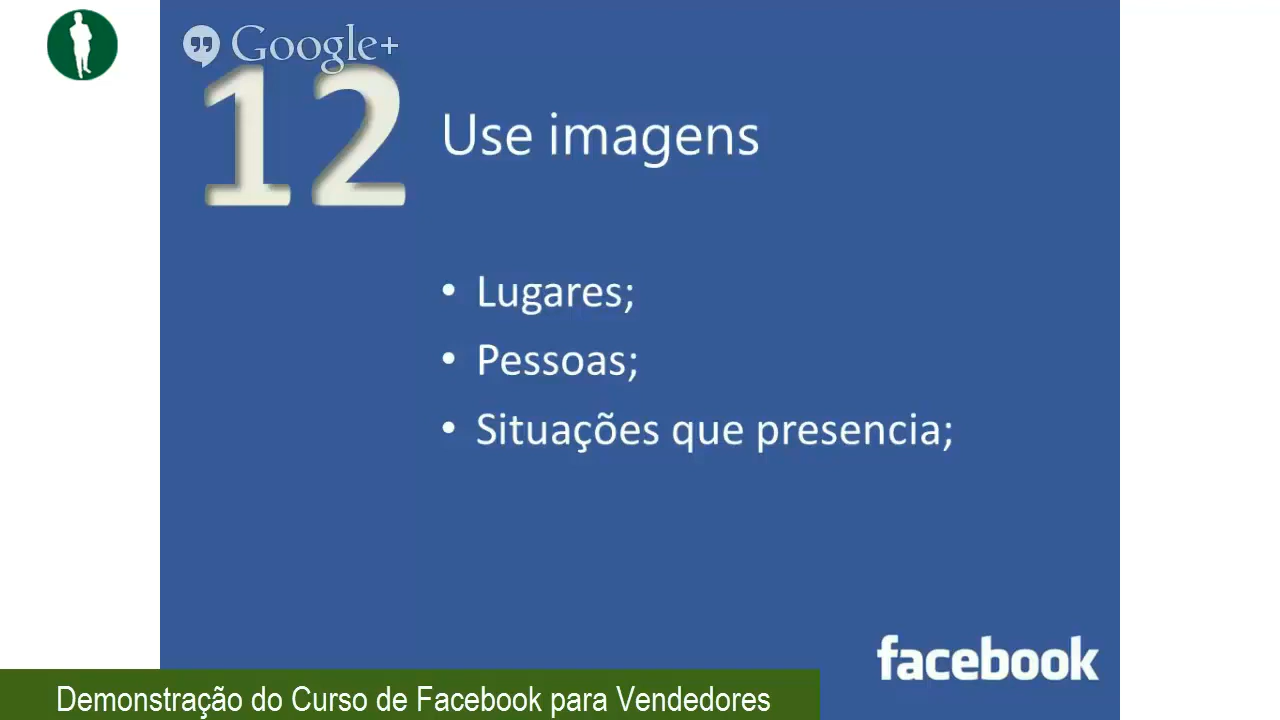 Google+
12
Use imagens
• Lugares;
• Pessoas;
• Situações que presencia;
facebook
Demonstração do Curso de Facebook para Vendedores